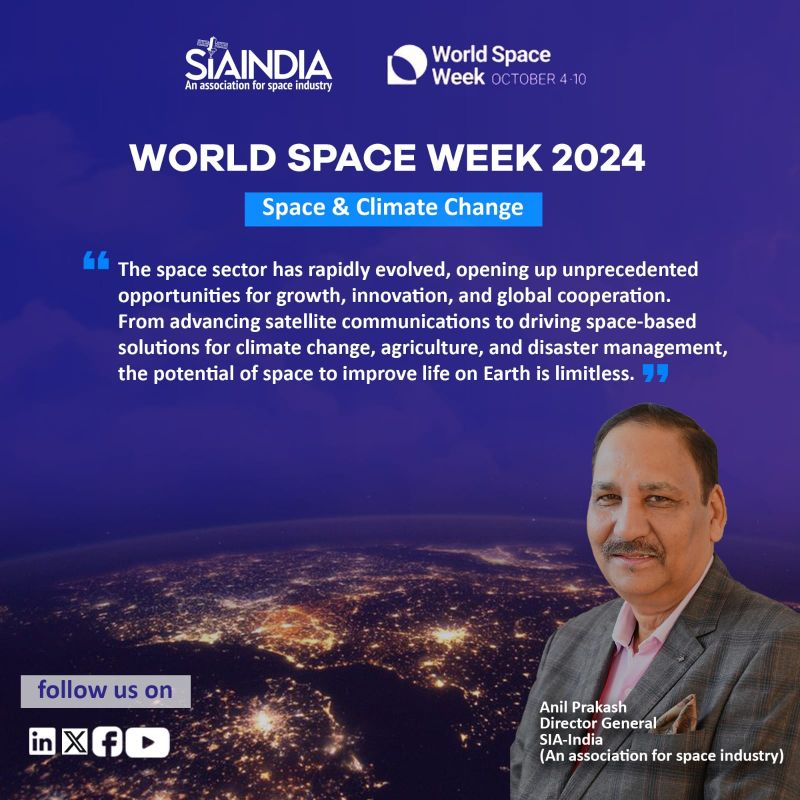 SIAINDIA
An association for space industry
World Space
Week OCTOBER 4-10
WORLD SPACE WEEK 2024
Space & Climate Change
“ The space sector has rapidly evolved, opening up unprecedented
opportunities for growth, innovation, and global cooperation.
From advancing satellite communications to driving space-based
solutions for climate change, agriculture, and disaster management,
the potential of space to improve life on Earth is limitless. ”
follow us on
Anil Prakash
Director General
SIA-India
(An association for space industry)